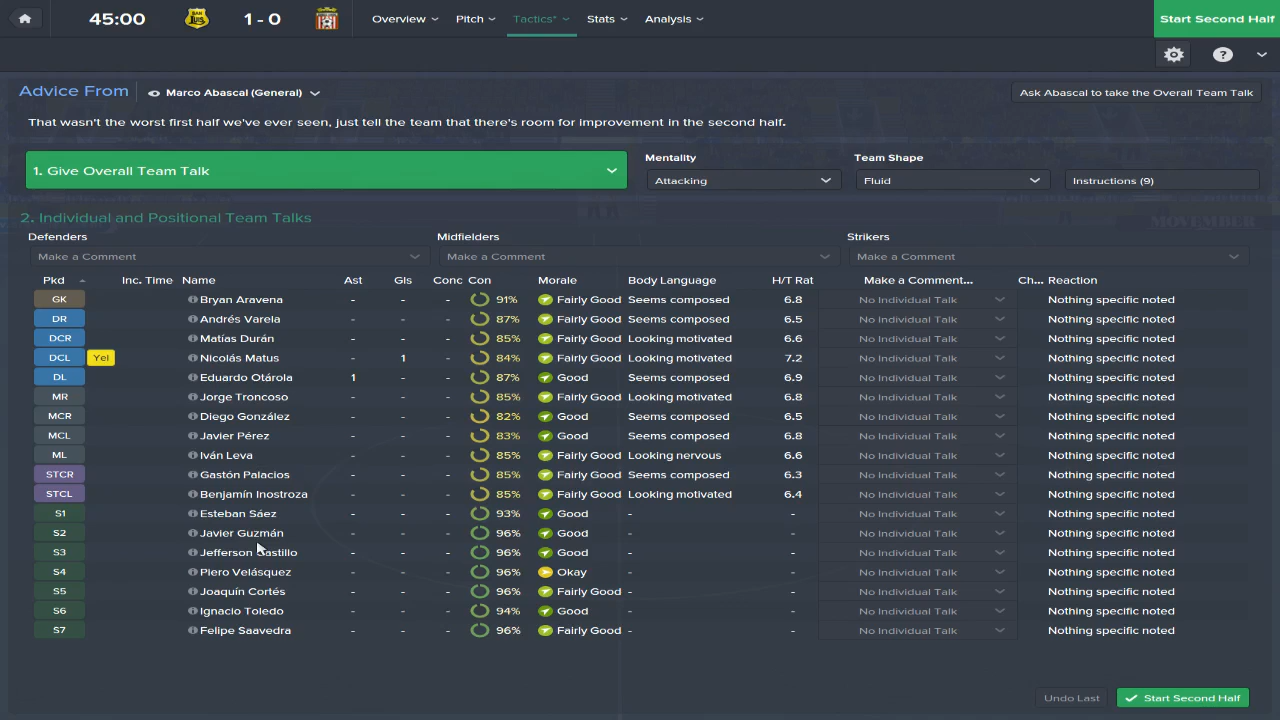 45:00 SAN LUIS 1 - 0 Overview Pitch Tactics* Stats Analysis Start Second Half
?
Advice From Marco Abascal (General) Ask Abascal to take the Overall Team Talk
That wasn't the worst first half we've ever seen, just tell the team that there's room for improvement in the second half.
Mentality Team Shape
1. Give Overall Team Talk Attacking Fluid Instructions (9)
2. Individual and Positional Team Talks MOVEMBER
Defenders Midfielders Strikers
Make a Comment Make a Comment Make a Comment
Pkd Inc. Time Name Ast Gls Conc Con Morale Body Language H/T Rat Make a Comment... Ch... Reaction
GK Bryan Aravena - - - 91% Fairly Good Seems composed 6.8 No Individual Talk Nothing specific noted
DR Andrés Varela - - - 87% Fairly Good Seems composed 6.5 No Individual Talk Nothing specific noted
DCR Matías Durán - - - 85% Fairly Good Looking motivated 6.6 No Individual Talk Nothing specific noted
DCL Yel Nicolás Matus - 1 - 84% Fairly Good Looking motivated 7.2 No Individual Talk Nothing specific noted
DL Eduardo Otárola 1 - - 87% Good Seems composed 6.9 No Individual Talk Nothing specific noted
MR Jorge Troncoso - - - 85% Fairly Good Looking motivated 6.8 No Individual Talk Nothing specific noted
MCR Diego González - - - 82% Good Seems composed 6.5 No Individual Talk Nothing specific noted
MCL Javier Pérez - - - 83% Good Seems composed 6.8 No Individual Talk Nothing specific noted
ML Iván Leva - - - 85% Fairly Good Looking nervous 6.6 No Individual Talk Nothing specific noted
STCR Gastón Palacios - - - 85% Fairly Good Seems composed 6.3 No Individual Talk Nothing specific noted
STCL Benjamín Inostroza - - - 85% Fairly Good Looking motivated 6.4 No Individual Talk Nothing specific noted
S1 Esteban Sáez - - - 93% Good - - No Individual Talk Nothing specific noted
S2 Javier Guzmán - - - 96% Good - - No Individual Talk Nothing specific noted
S3 Jefferson Castillo - - - 96% Good - - No Individual Talk Nothing specific noted
S4 Piero Velásquez - - - 96% Okay - - No Individual Talk Nothing specific noted
S5 Joaquín Cortés - - - 96% Fairly Good - - No Individual Talk Nothing specific noted
S6 Ignacio Toledo - - - 94% Good - - No Individual Talk Nothing specific noted
S7 Felipe Saavedra - - - 96% Fairly Good - - No Individual Talk Nothing specific noted
Undo Last Start Second Half